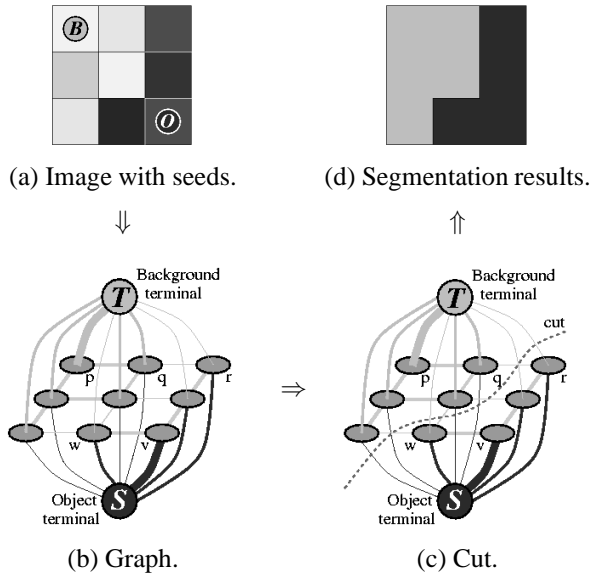 B
O
(a) Image with seeds.
(d) Segmentation results.
⇓
⇑
Background
terminal
T
p
q
r
w
v
Object
terminal
S
(b) Graph.
⇒
Background
terminal
T
cut
p
q
r
w
v
Object
terminal
S
(c) Cut.